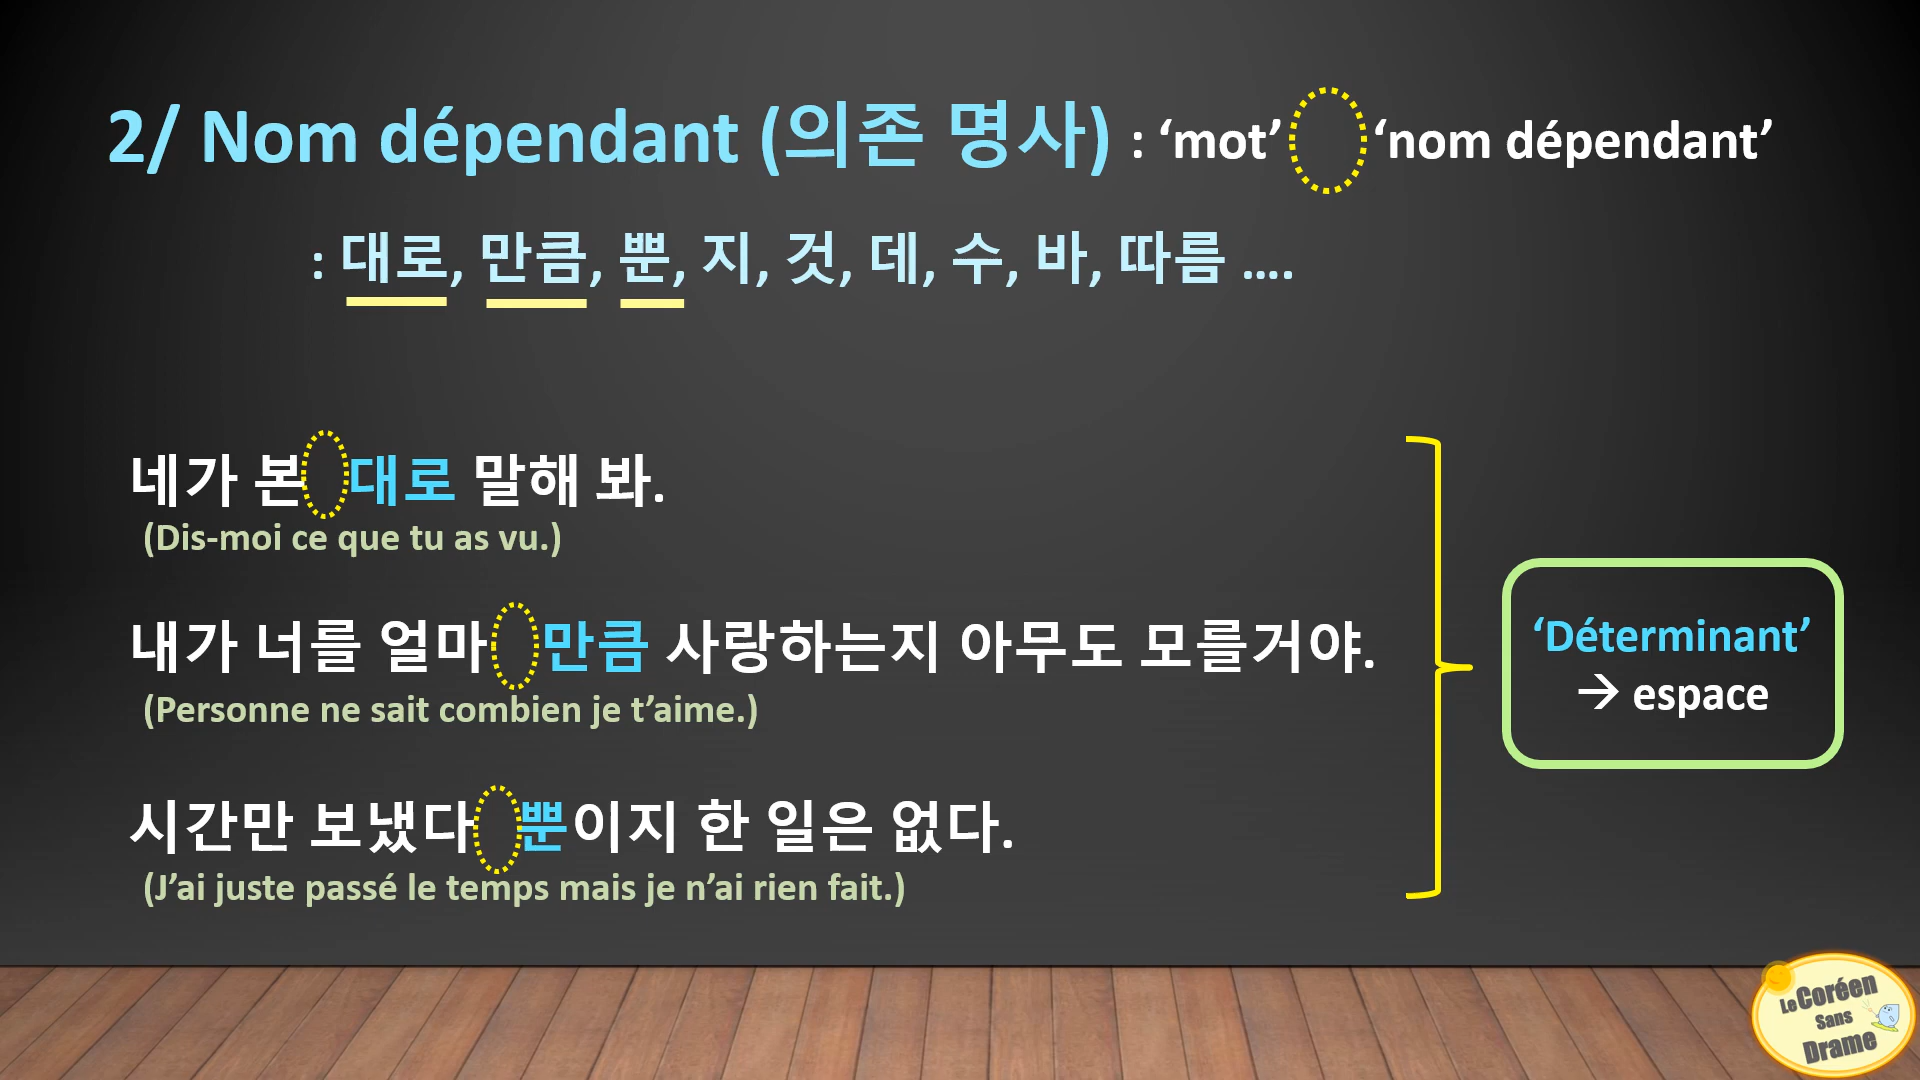 2/ Nom dépendant (의존 명사) : ‘mot’ ‘nom dépendant’
: 대로, 만큼, 뿐, 지, 것, 데, 수, 바, 따름 ....
네가 본 대로 말해 봐.
(Dis-moi ce que tu as vu.)
내가 너를 얼마 만큼 사랑하는지 아무도 모를거야.
(Personne ne sait combien je t’aime.)
시간만 보냈다 뿐이지 한 일은 없다.
(J’ai juste passé le temps mais je n’ai rien fait.)
‘Déterminant’
→ espace
Le Coréen
Sans
Drame